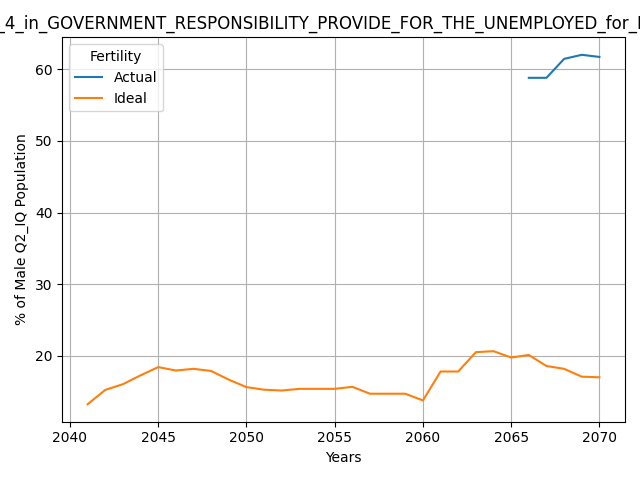 _4_in_GOVERNMENT_RESPONSIBILITY_PROVIDE_FOR_THE_UNEMPLOYED_for_
Fertility
Actual
Ideal
60
50
40
30
20
% of Male Q2_IQ Population
2040 2045 2050 2055 2060 2065 2070
Years